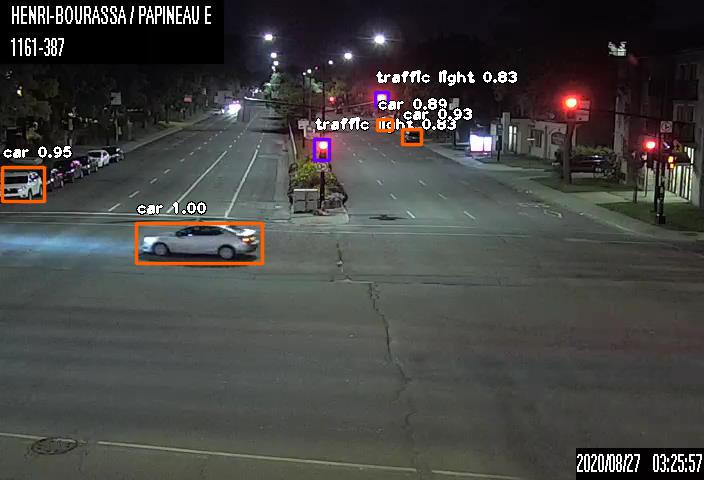 HENRI-BOURASSA / PAPINEAU E
1161-387
traffic light 0.83
car 0.89
car 0.93
traffic light 0.83
car 0.95
car 1.00
2020/08/27 03:25:57